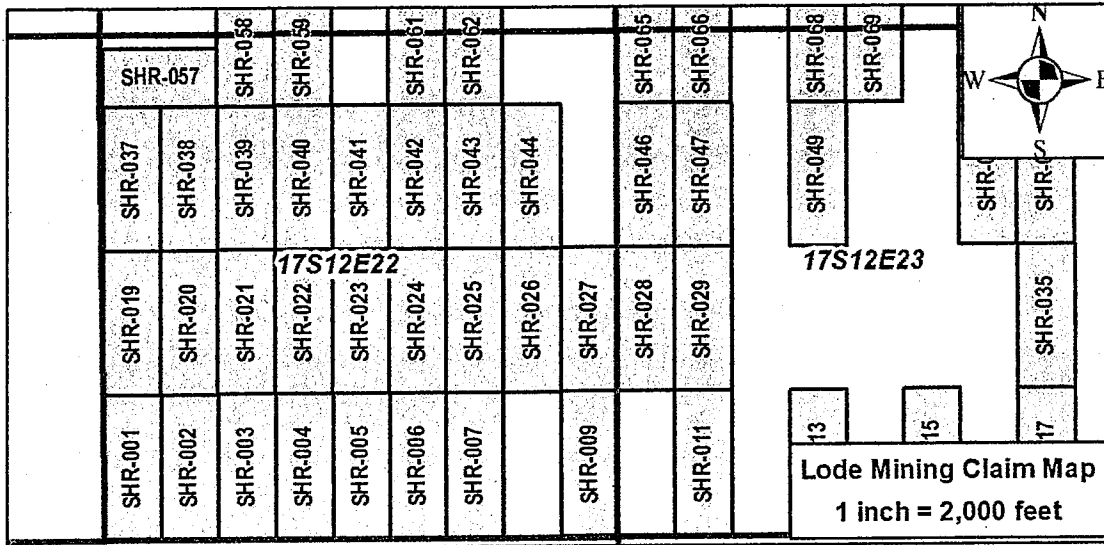 SHR-058
SHR-059
SHR-061
SHR-062
SHR-065
SHR-066
SHR-068
SHR-069
N
W
E
S
SHR-057
SHR-037
SHR-038
SHR-039
SHR-040
SHR-041
SHR-042
SHR-043
SHR-044
SHR-046
SHR-047
SHR-049
17S12E22
17S12E23
SHR-019
SHR-020
SHR-021
SHR-022
SHR-023
SHR-024
SHR-025
SHR-026
SHR-027
SHR-028
SHR-029
SHR-035
SHR-001
SHR-002
SHR-003
SHR-004
SHR-005
SHR-006
SHR-007
SHR-009
SHR-011
13
15
17
Lode Mining Claim Map
1 inch = 2,000 feet